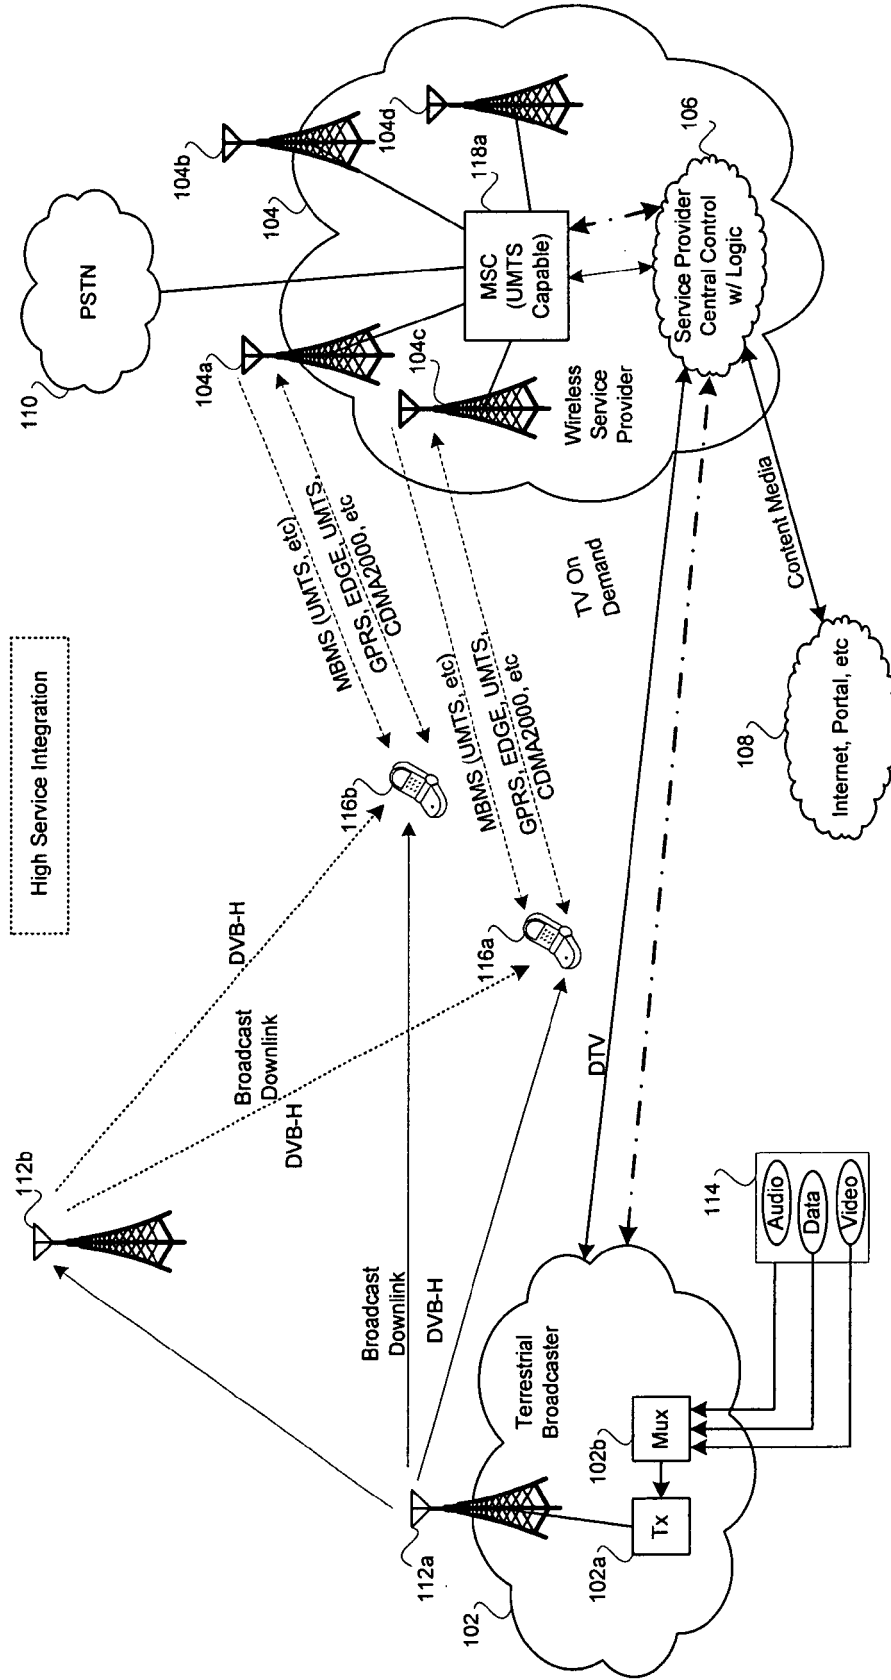 High Service Integration
112b
DVB-H
Broadcast
Downlink
DVB-H
116b
MBMS (UMTS, etc)
GPRS, EDGE, UMTS,
CDMA2000, etc
110
PSTN
104a
104
104b
104c
104d
118a
MSC
(UMTS
Capable)
Wireless
Service
Provider
106
Service Provider
Central Control
w/ Logic
MBMS (UMTS, etc)
GPRS, EDGE, UMTS,
CDMA2000, etc
116a
TV On
Demand
Content Media
108
Internet, Portal, etc
DTV
Broadcast
Downlink
DVB-H
112a
102
Terrestrial
Broadcaster
102a
Tx
102b
Mux
114
Audio
Data
Video